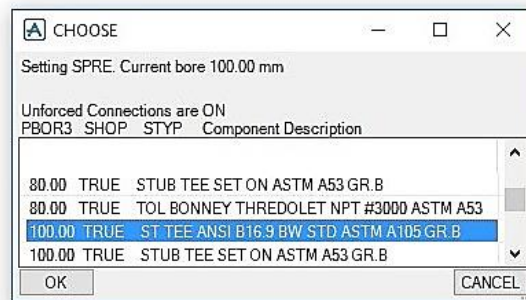 CHOOSE
Setting SPRE. Current bore 100.00 mm
Unforced Connections are ON
PBOR3 SHOP STYP Component Description
80.00 TRUE STUB TEE SET ON ASTM A53 GR.B
80.00 TRUE TOL BONNEY THREDOLET NPT #3000 ASTM A53
100.00 TRUE ST TEE ANSI B16.9 BW STD ASTM A105 GR.B
100.00 TRUE STUB TEE SET ON ASTM A53 GR.B
OK CANCEL